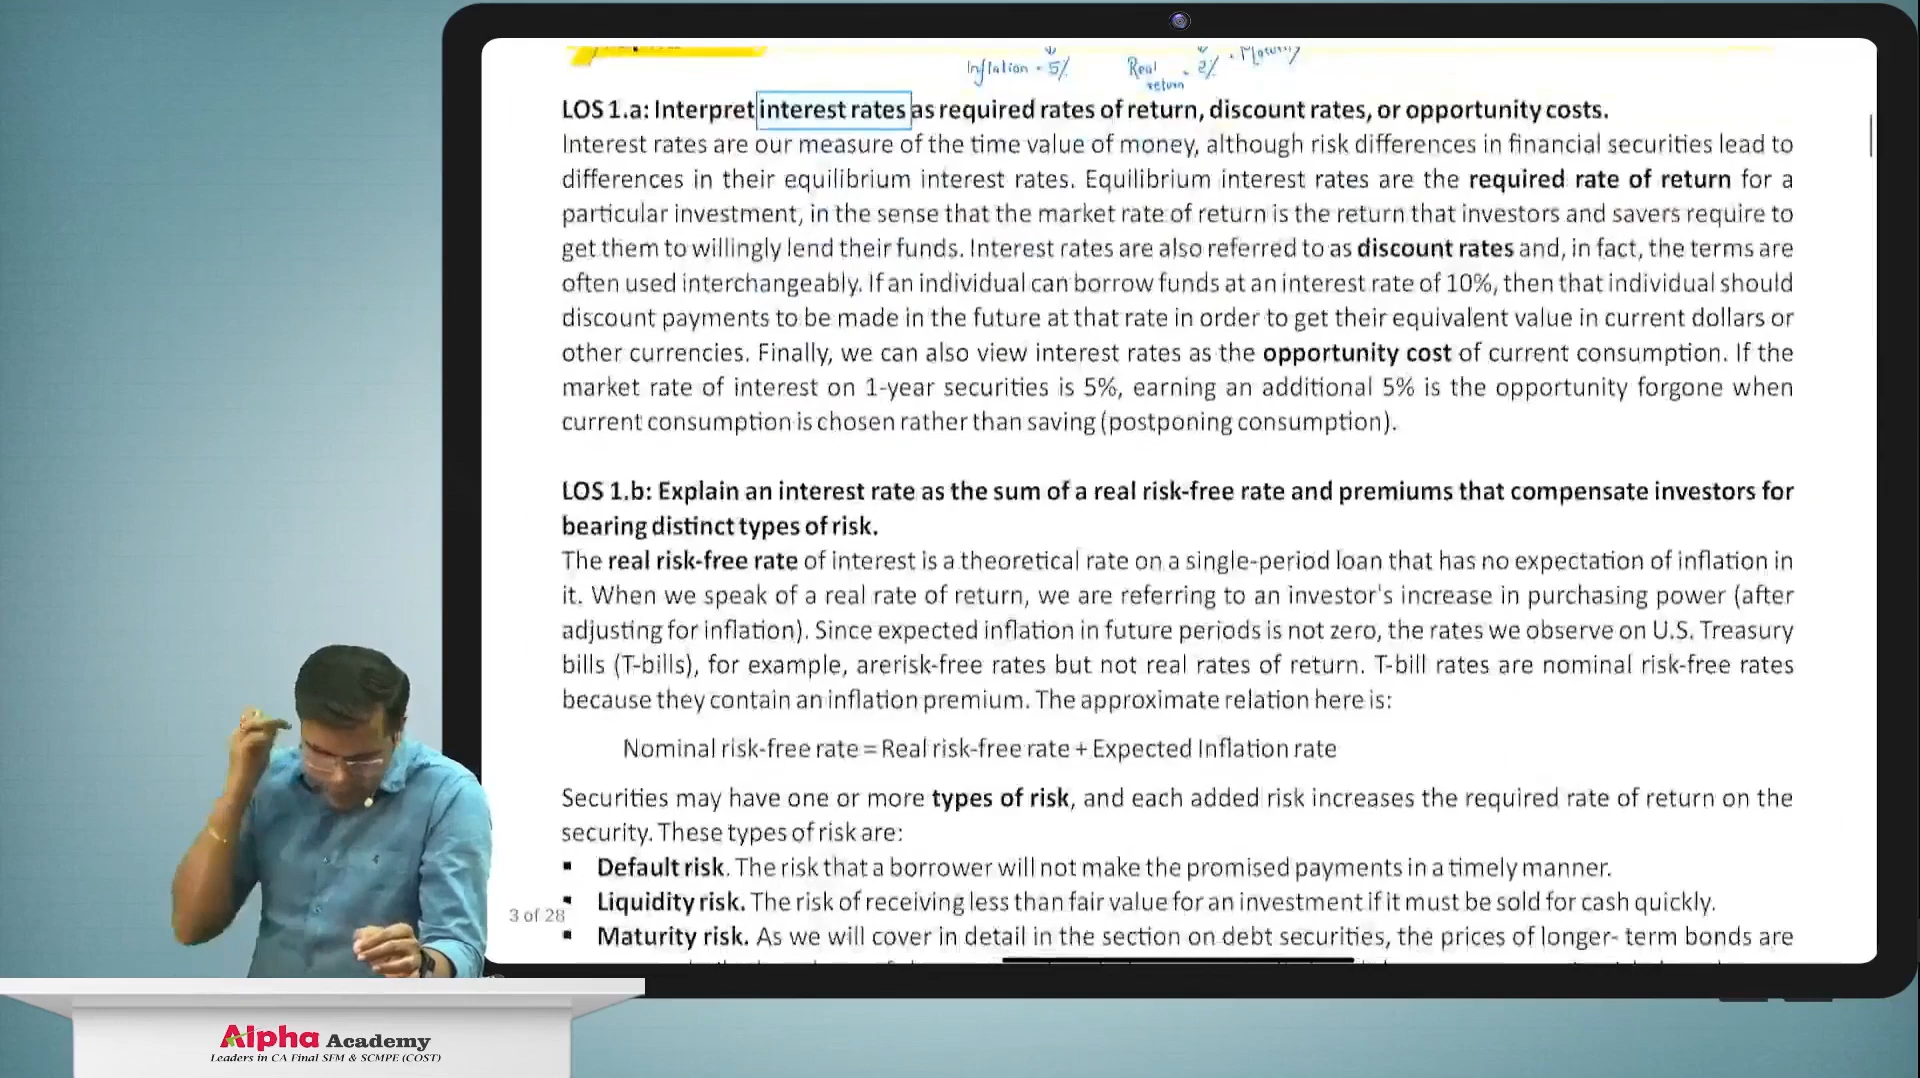 Inflation - 5% Real - 2% . Maturity
return
LOS 1.a: Interpret interest rates as required rates of return, discount rates, or opportunity costs.
Interest rates are our measure of the time value of money, although risk differences in financial securities lead to
differences in their equilibrium interest rates. Equilibrium interest rates are the required rate of return for a
particular investment, in the sense that the market rate of return is the return that investors and savers require to
get them to willingly lend their funds. Interest rates are also referred to as discount rates and, in fact, the terms are
often used interchangeably. If an individual can borrow funds at an interest rate of 10%, then that individual should
discount payments to be made in the future at that rate in order to get their equivalent value in current dollars or
other currencies. Finally, we can also view interest rates as the opportunity cost of current consumption. If the
market rate of interest on 1-year securities is 5%, earning an additional 5% is the opportunity forgone when
current consumption is chosen rather than saving (postponing consumption).
LOS 1.b: Explain an interest rate as the sum of a real risk-free rate and premiums that compensate investors for
bearing distinct types of risk.
The real risk-free rate of interest is a theoretical rate on a single-period loan that has no expectation of inflation in
it. When we speak of a real rate of return, we are referring to an investor's increase in purchasing power (after
adjusting for inflation). Since expected inflation in future periods is not zero, the rates we observe on U.S. Treasury
bills (T-bills), for example, arerisk-free rates but not real rates of return. T-bill rates are nominal risk-free rates
because they contain an inflation premium. The approximate relation here is:
Nominal risk-free rate = Real risk-free rate + Expected Inflation rate
Securities may have one or more types of risk, and each added risk increases the required rate of return on the
security. These types of risk are:
▪ Default risk. The risk that a borrower will not make the promised payments in a timely manner.
▪ Liquidity risk. The risk of receiving less than fair value for an investment if it must be sold for cash quickly.
3 of 28
▪ Maturity risk. As we will cover in detail in the section on debt securities, the prices of longer- term bonds are
Alpha Academy
Leaders in CA Final SFM & SCMPE (COST)